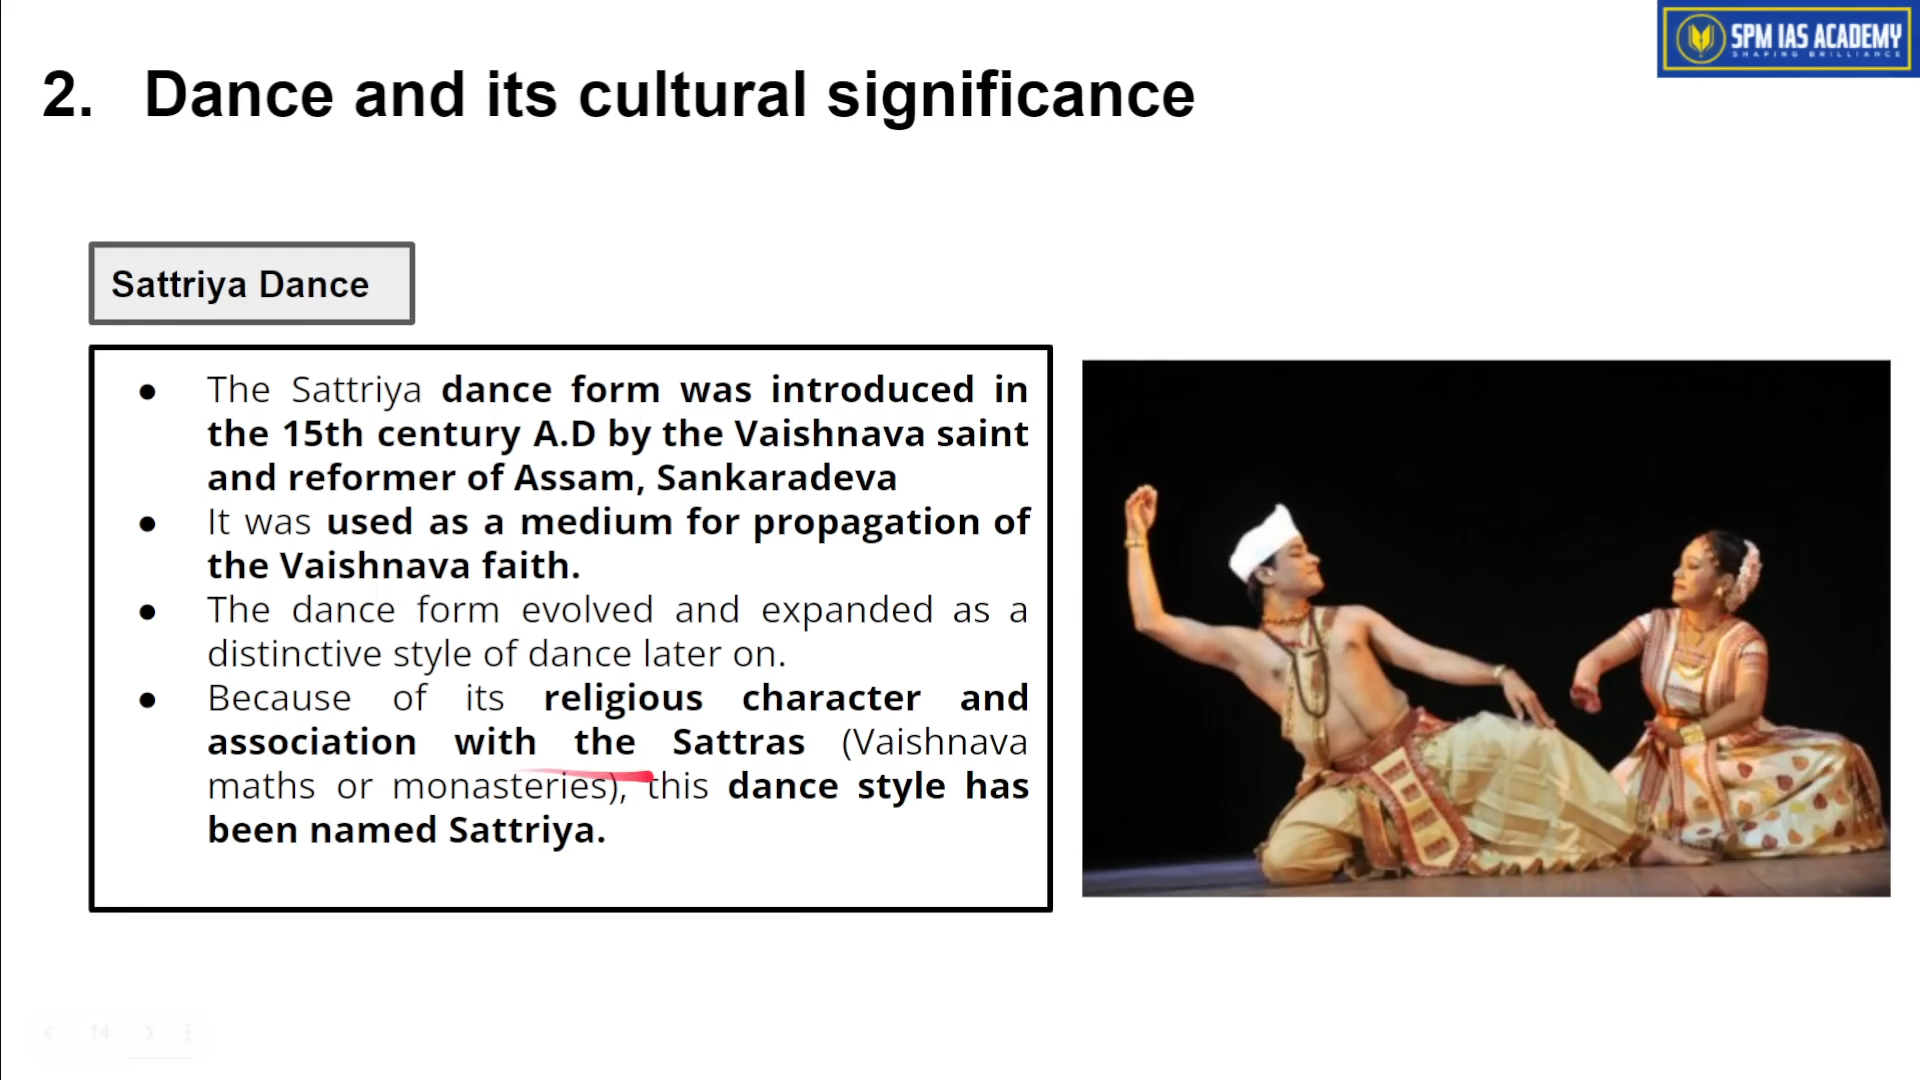 SPM IAS ACADEMY
SHAPING BRILLIANCE
2. Dance and its cultural significance
Sattriya Dance
● The Sattriya dance form was introduced in
the 15th century A.D by the Vaishnava saint
and reformer of Assam, Sankaradeva
● It was used as a medium for propagation of
the Vaishnava faith.
● The dance form evolved and expanded as a
distinctive style of dance later on.
● Because of its religious character and
association with the Sattras (Vaishnava
maths or monasteries), this dance style has
been named Sattriya.
14